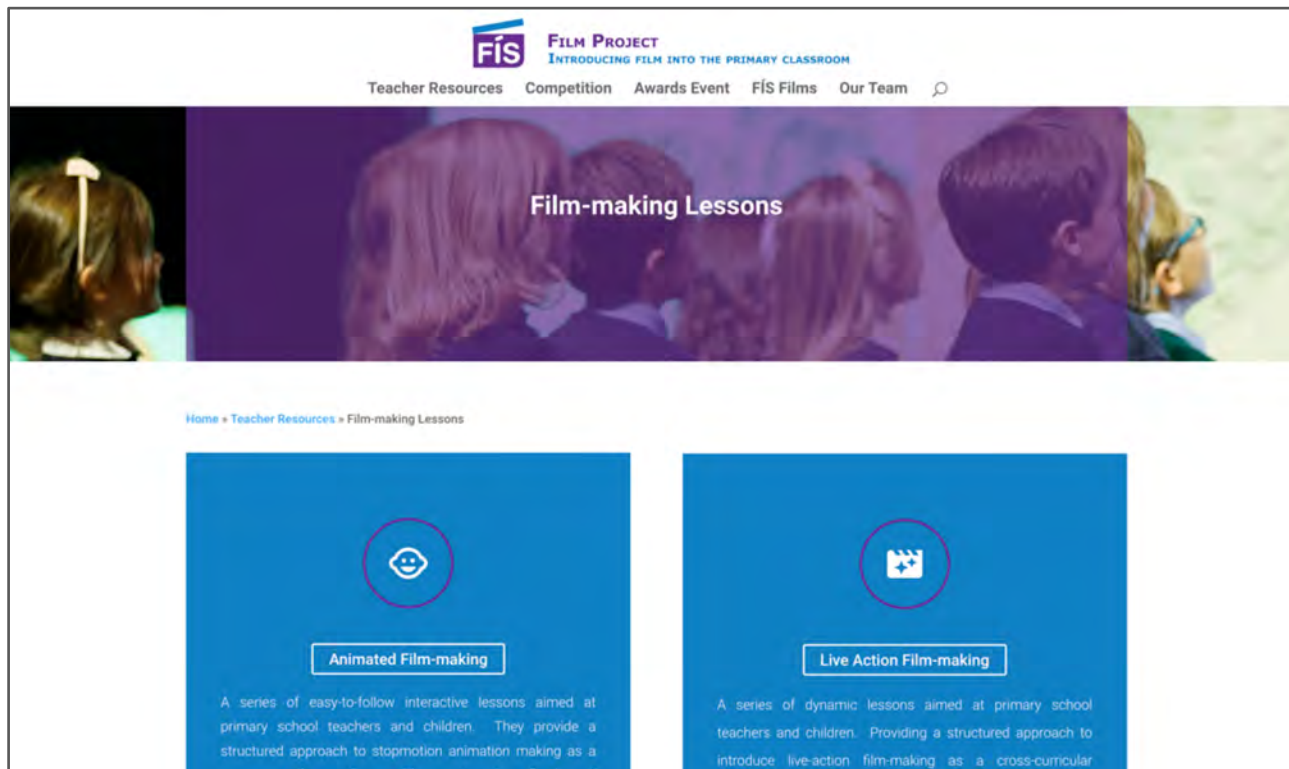 FÍS
FILM PROJECT
INTRODUCING FILM INTO THE PRIMARY CLASSROOM
Teacher Resources Competition Awards Event FÍS Films Our Team
Film-making Lessons
Home » Teacher Resources » Film-making Lessons
Animated Film-making
A series of easy-to-follow interactive lessons aimed at
primary school teachers and children. They provide a
structured approach to stopmotion animation making as a
Live Action Film-making
A series of dynamic lessons aimed at primary school
teachers and children. Providing a structured approach to
introduce live-action film-making as a cross-curricular